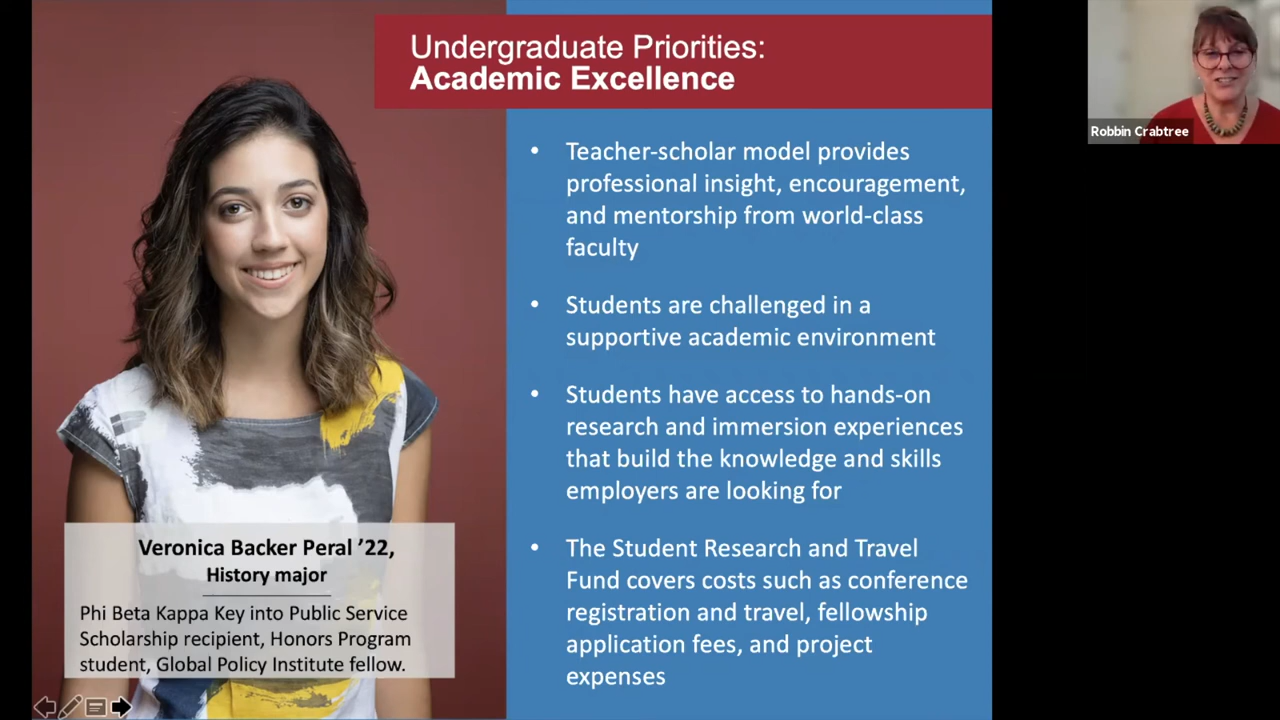 Undergraduate Priorities:
Academic Excellence
Robbin Crabtree
• Teacher-scholar model provides
professional insight, encouragement,
and mentorship from world-class
faculty
• Students are challenged in a
supportive academic environment
• Students have access to hands-on
research and immersion experiences
that build the knowledge and skills
employers are looking for
• The Student Research and Travel
Fund covers costs such as conference
registration and travel, fellowship
application fees, and project
expenses
Veronica Backer Peral ’22,
History major
Phi Beta Kappa Key into Public Service
Scholarship recipient, Honors Program
student, Global Policy Institute fellow.